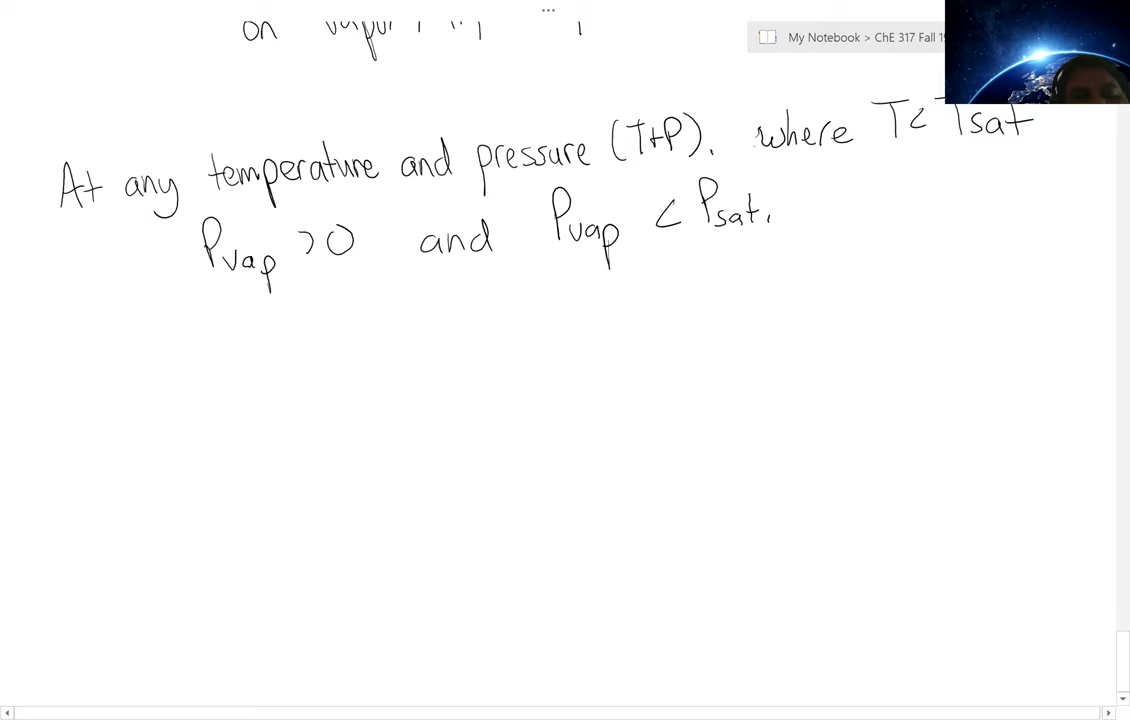 on
My Notebook > ChE 317 Fall
At any temperature and pressure (T+P). where T < Tsat
Pvap > 0 and Pvap < Psat.